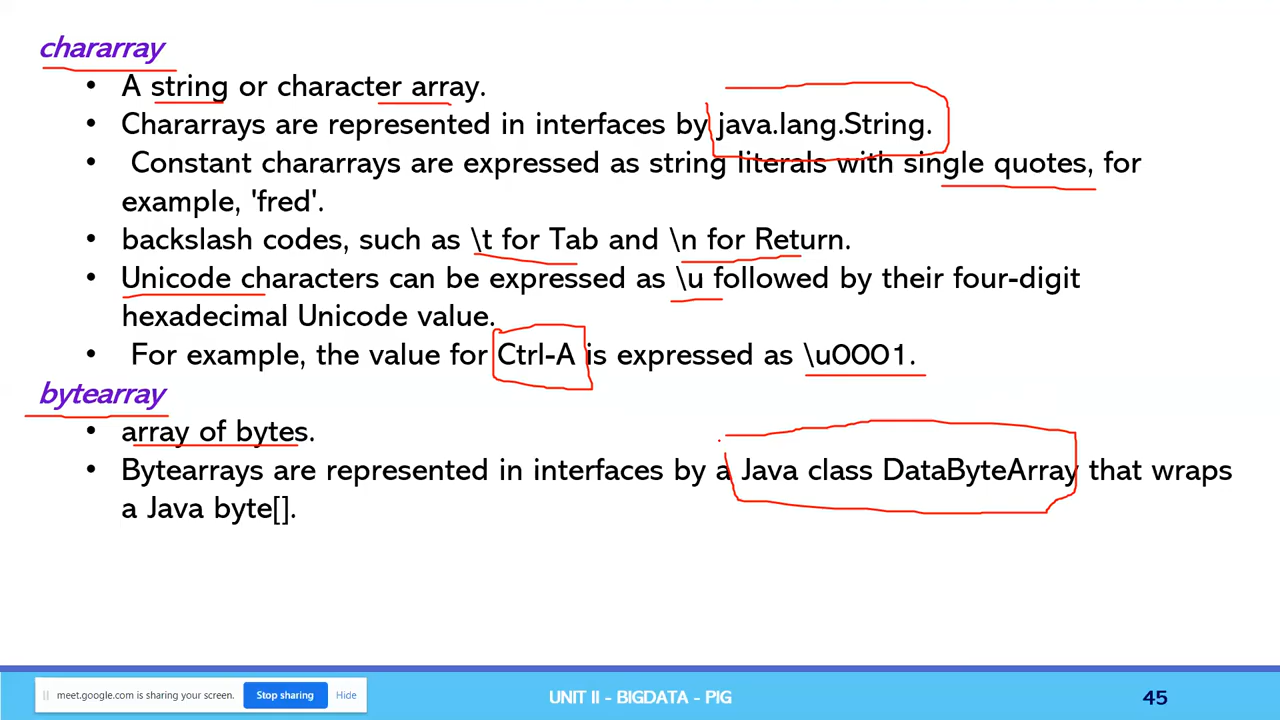 chararray
• A string or character array.
• Chararrays are represented in interfaces by java.lang.String.
• Constant chararrays are expressed as string literals with single quotes, for
example, 'fred'.
• backslash codes, such as \t for Tab and \n for Return.
• Unicode characters can be expressed as \u followed by their four-digit
hexadecimal Unicode value.
• For example, the value for Ctrl-A is expressed as \u0001.
bytearray
• array of bytes.
• Bytearrays are represented in interfaces by a Java class DataByteArray that wraps
a Java byte[].
meet.google.com is sharing your screen. Stop sharing Hide
UNIT II - BIGDATA - PIG
45